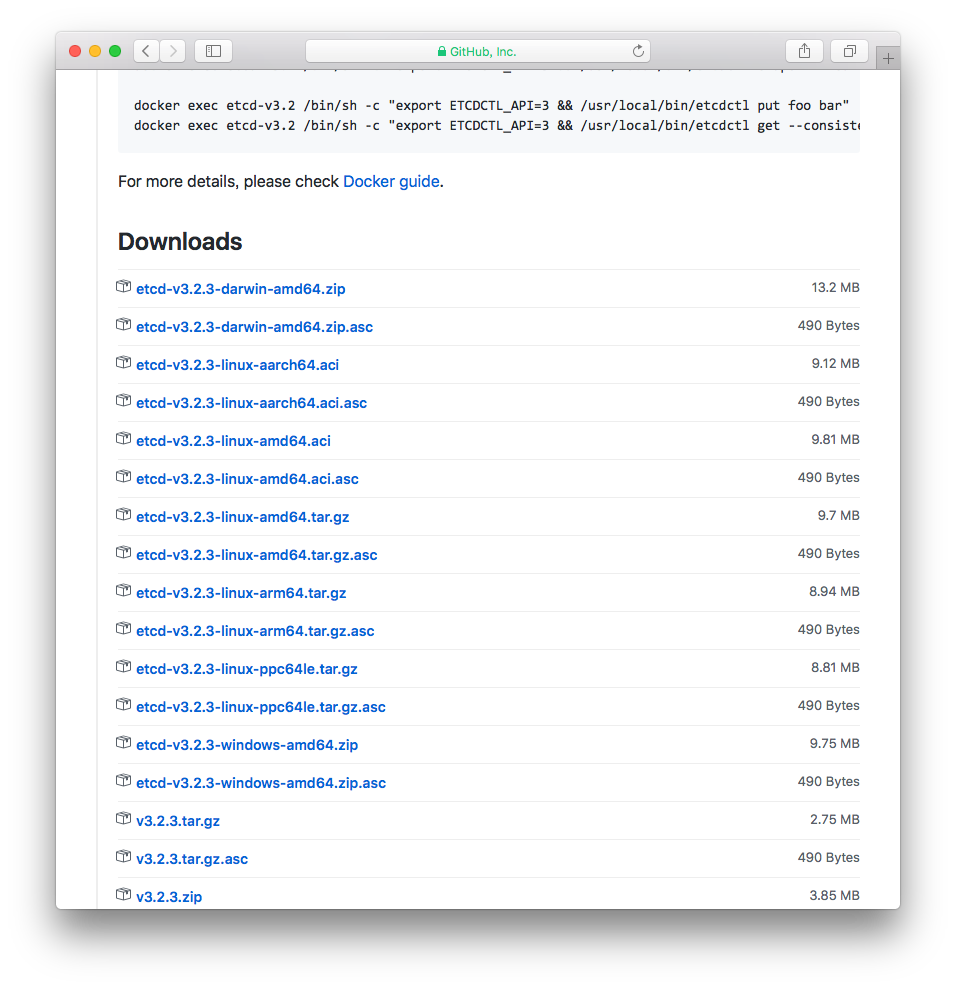 GitHub, Inc.
docker exec etcd-v3.2 /bin/sh -c "export ETCDCTL_API=3 && /usr/local/bin/etcdctl put foo bar"
docker exec etcd-v3.2 /bin/sh -c "export ETCDCTL_API=3 && /usr/local/bin/etcdctl get --consiste
For more details, please check Docker guide.
Downloads
etcd-v3.2.3-darwin-amd64.zip 13.2 MB
etcd-v3.2.3-darwin-amd64.zip.asc 490 Bytes
etcd-v3.2.3-linux-aarch64.aci 9.12 MB
etcd-v3.2.3-linux-aarch64.aci.asc 490 Bytes
etcd-v3.2.3-linux-amd64.aci 9.81 MB
etcd-v3.2.3-linux-amd64.aci.asc 490 Bytes
etcd-v3.2.3-linux-amd64.tar.gz 9.7 MB
etcd-v3.2.3-linux-amd64.tar.gz.asc 490 Bytes
etcd-v3.2.3-linux-arm64.tar.gz 8.94 MB
etcd-v3.2.3-linux-arm64.tar.gz.asc 490 Bytes
etcd-v3.2.3-linux-ppc64le.tar.gz 8.81 MB
etcd-v3.2.3-linux-ppc64le.tar.gz.asc 490 Bytes
etcd-v3.2.3-windows-amd64.zip 9.75 MB
etcd-v3.2.3-windows-amd64.zip.asc 490 Bytes
v3.2.3.tar.gz 2.75 MB
v3.2.3.tar.gz.asc 490 Bytes
v3.2.3.zip 3.85 MB